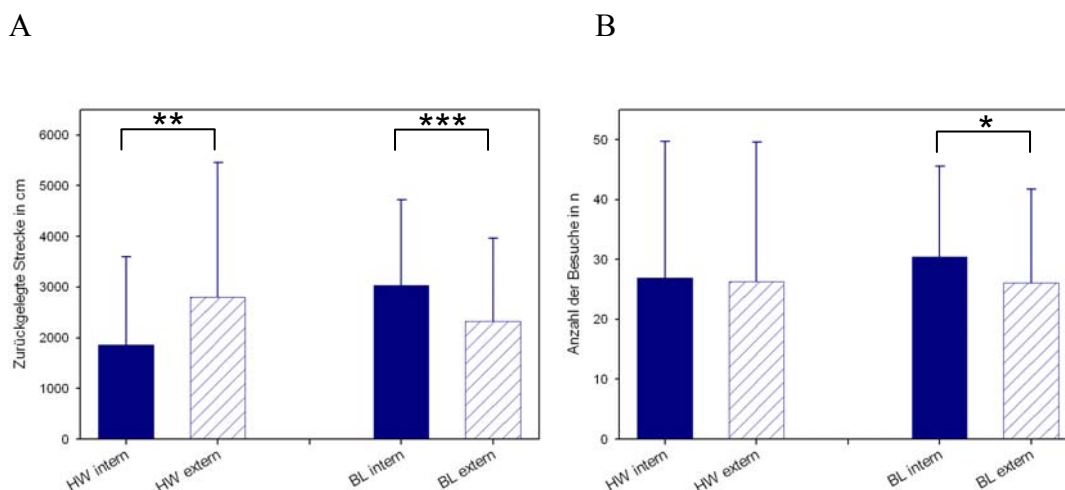 A
B
Zurückgelegte Strecke in cm
6000
5000
4000
3000
2000
1000
0
**
***
HW intern
HW extern
BL intern
BL extern
Anzahl der Besuche in n
50
40
30
20
10
0
*
HW intern
HW extern
BL intern
BL extern